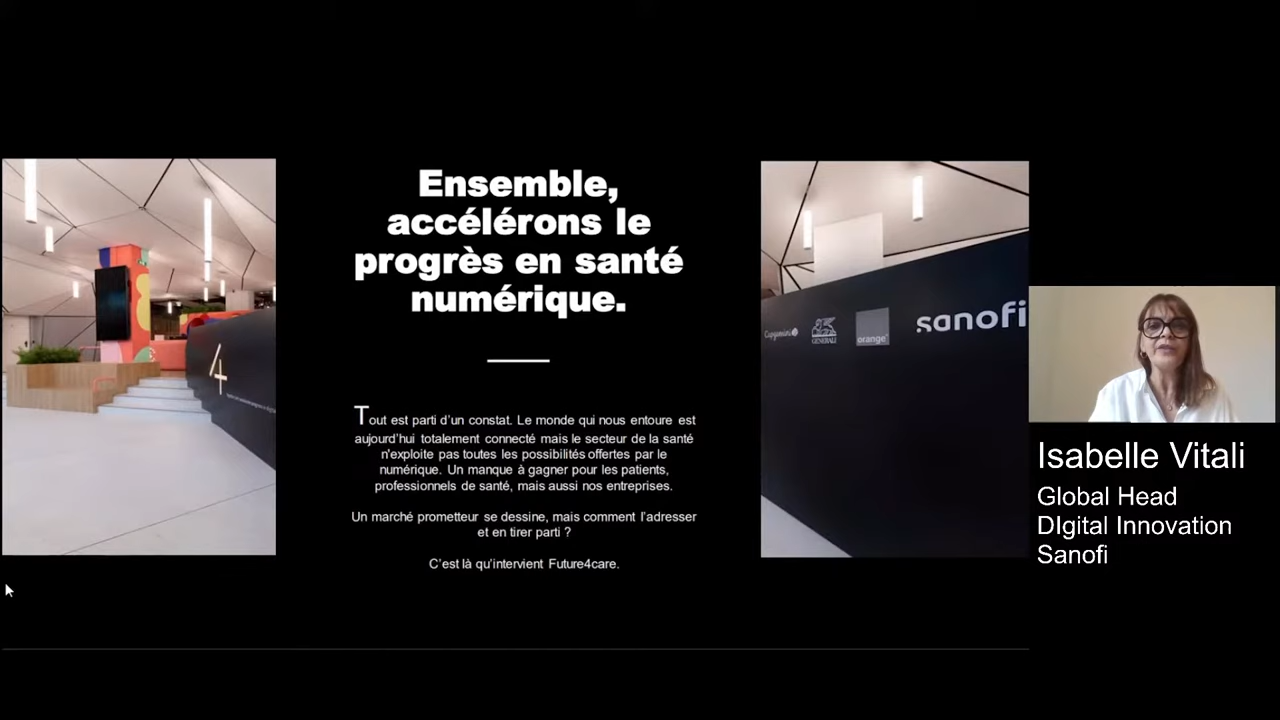 Ensemble,
accélérons le
progrès en santé
numérique.
Tout est parti d'un constat. Le monde qui nous entoure est
aujourd'hui totalement connecté mais le secteur de la santé
n'exploite pas toutes les possibilités offertes par le
numérique. Un manque à gagner pour les patients,
professionnels de santé, mais aussi nos entreprises.
Un marché prometteur se dessine, mais comment l'adresser
et en tirer parti ?
C'est là qu'intervient Future4care.
4
Capgemini
GENERALI
orange
sanofi
Isabelle Vitali
Global Head
DIgital Innovation
Sanofi